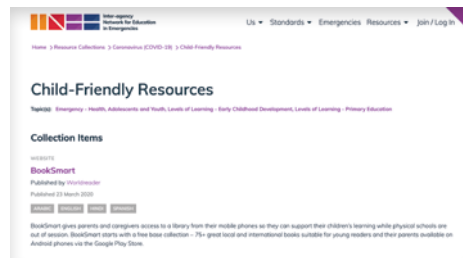 INEE
Inter-agency
Network for Education
in Emergencies
Us Standards Emergencies Resources Join / Log In
Home > Resource Collections > Coronavirus (COVID-19) > Child-Friendly Resources
Child-Friendly Resources
Topic(s): Emergency - Health, Adolescents and Youth, Levels of Learning - Early Childhood Development, Levels of Learning - Primary Education
Collection Items
WEBSITE
BookSmart
Published by Worldreader
Published 23 March 2020
ARABIC ENGLISH HINDI SPANISH
BookSmart gives parents and caregivers access to a library from their mobile phones so they can support their children's learning while physical schools are
out of session. BookSmart starts with a free base collection – 75+ great local and international books suitable for young readers and their parents available on
Android phones via the Google Play Store.